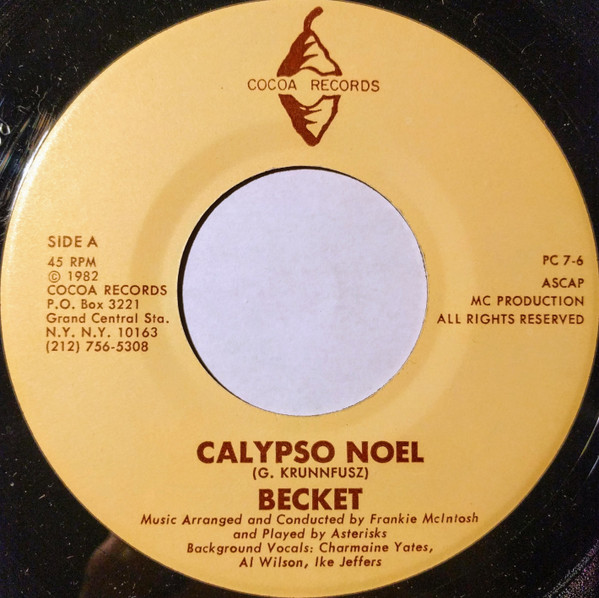 COCOA RECORDS
SIDE A
45 RPM
© 1982
COCOA RECORDS
P.O. Box 3221
Grand Central Sta.
N.Y. N.Y. 10163
(212) 756-5308
PC 7-6
ASCAP
MC PRODUCTION
ALL RIGHTS RESERVED
CALYPSO NOEL
(G. KRUNNFUSZ)
BECKET
Music Arranged and Conducted by Frankie McIntosh
and Played by Asterisks
Background Vocals: Charmaine Yates,
Al Wilson, Ike Jeffers